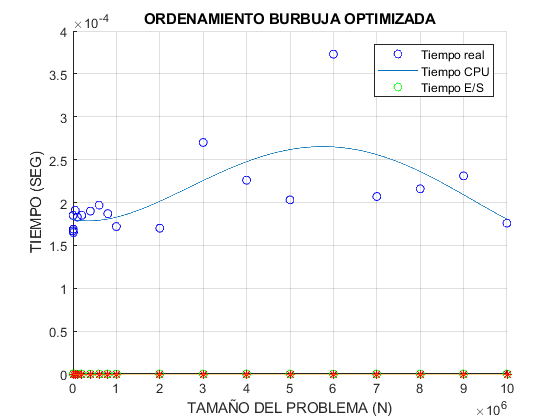 ORDENAMIENTO BURBUJA OPTIMIZADA
×10^-4
4
3.5
3
2.5
2
1.5
1
0.5
0
TIEMPO (SEG)
Tiempo real
Tiempo CPU
Tiempo E/S
0 1 2 3 4 5 6 7 8 9 10
TAMAÑO DEL PROBLEMA (N)
×10^6